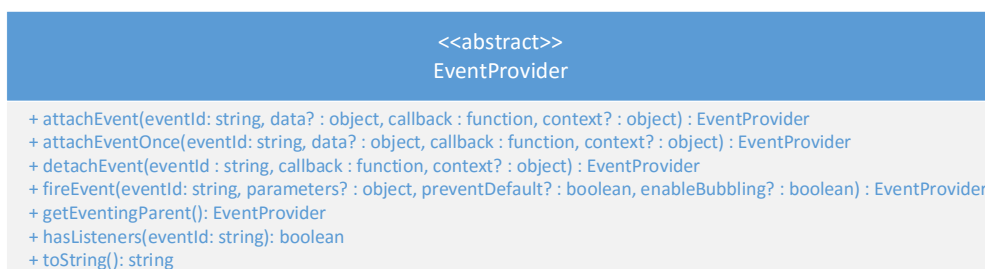 <<abstract>>
EventProvider
+ attachEvent(eventId: string, data? : object, callback : function, context? : object) : EventProvider
+ attachEventOnce(eventId: string, data? : object, callback : function, context? : object) : EventProvider
+ detachEvent(eventId : string, callback : function, context? : object) : EventProvider
+ fireEvent(eventId: string, parameters? : object, preventDefault? : boolean, enableBubbling? : boolean) : EventProvider
+ getEventingParent(): EventProvider
+ hasListeners(eventId: string): boolean
+ toString(): string